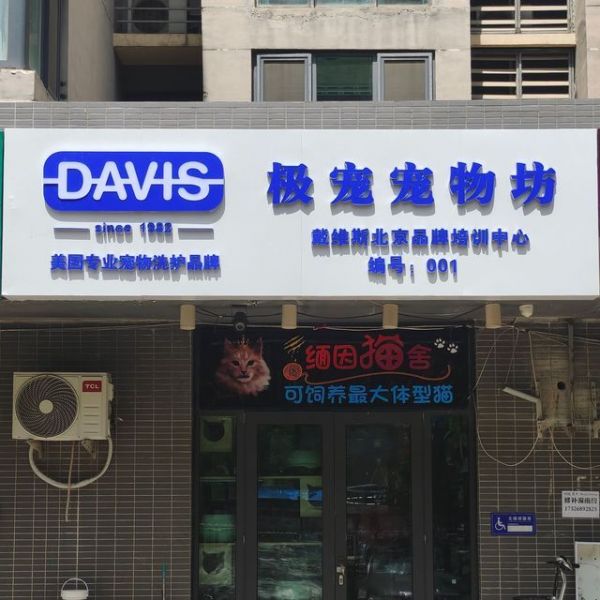 DAVIS
since 1922
美国专业宠物洗护品牌
极宠宠物坊
戴维斯北京品牌培训中心
编号：001
缅因猫舍
可饲养最大体型猫
TCL